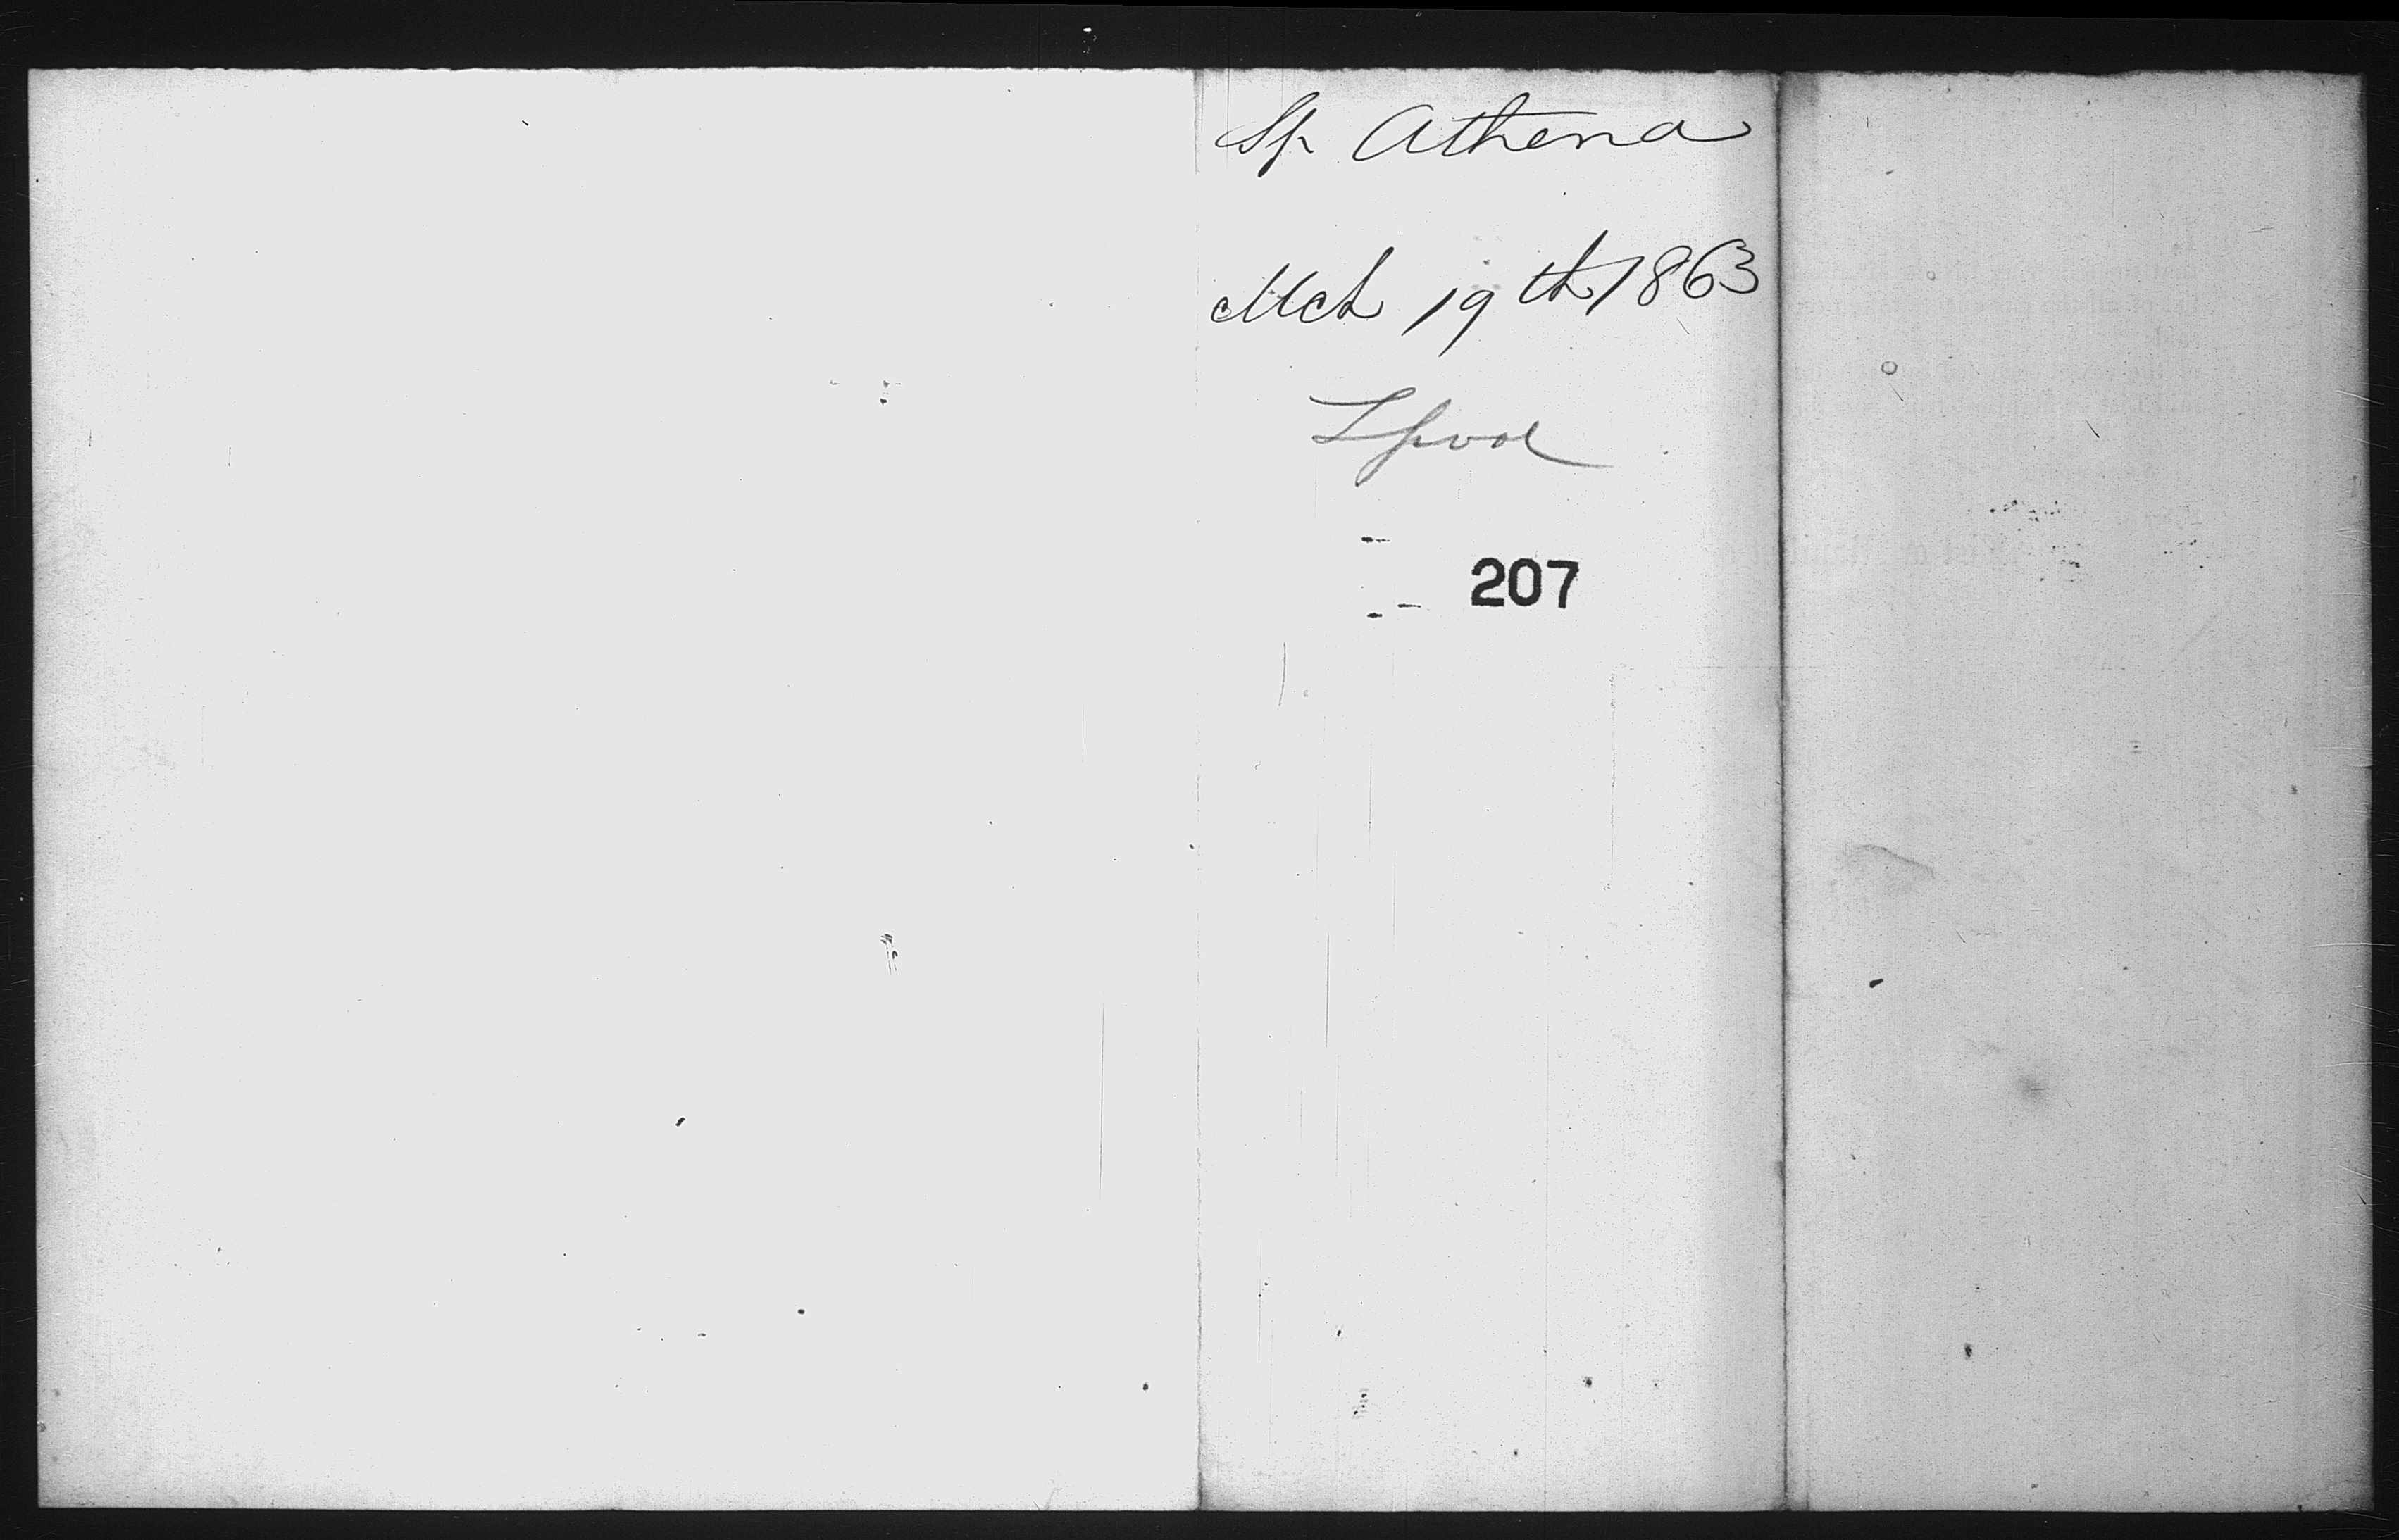 Sp Athena
Mch 19th 1863
Lpool
207